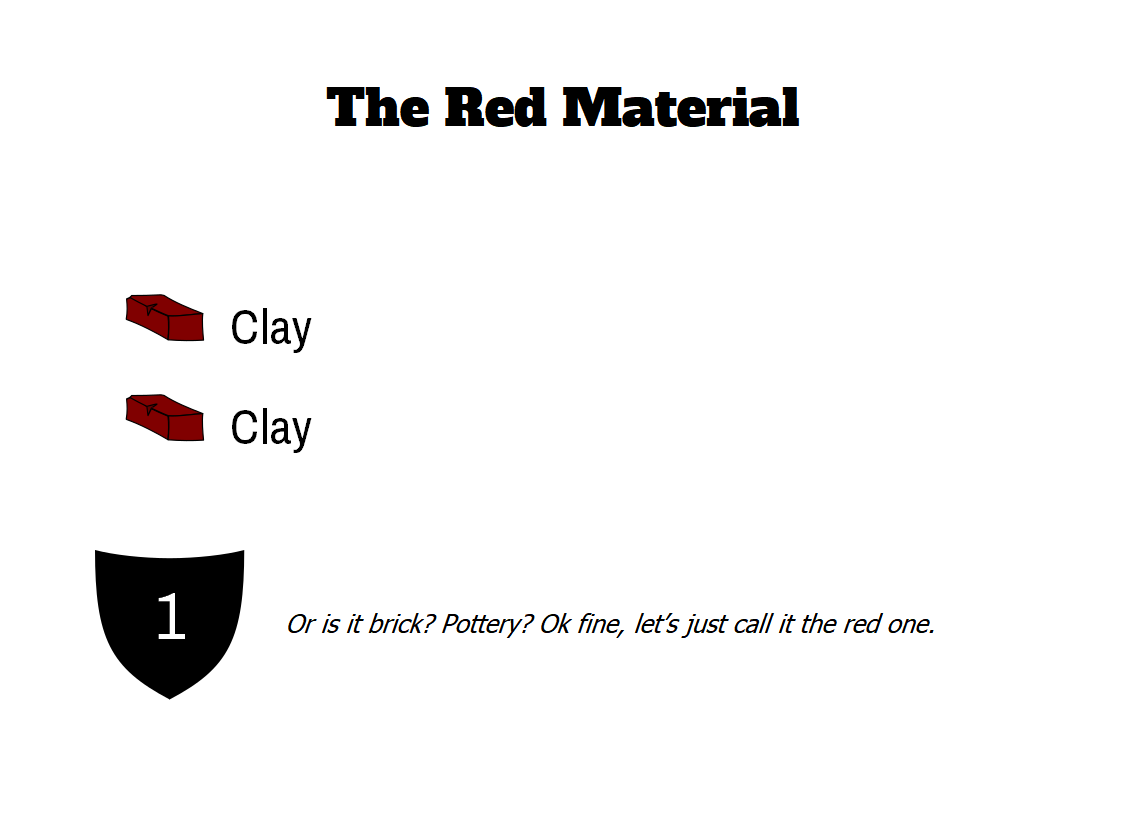 The Red Material
Clay
Clay
1
Or is it brick? Pottery? Ok fine, let's just call it the red one.